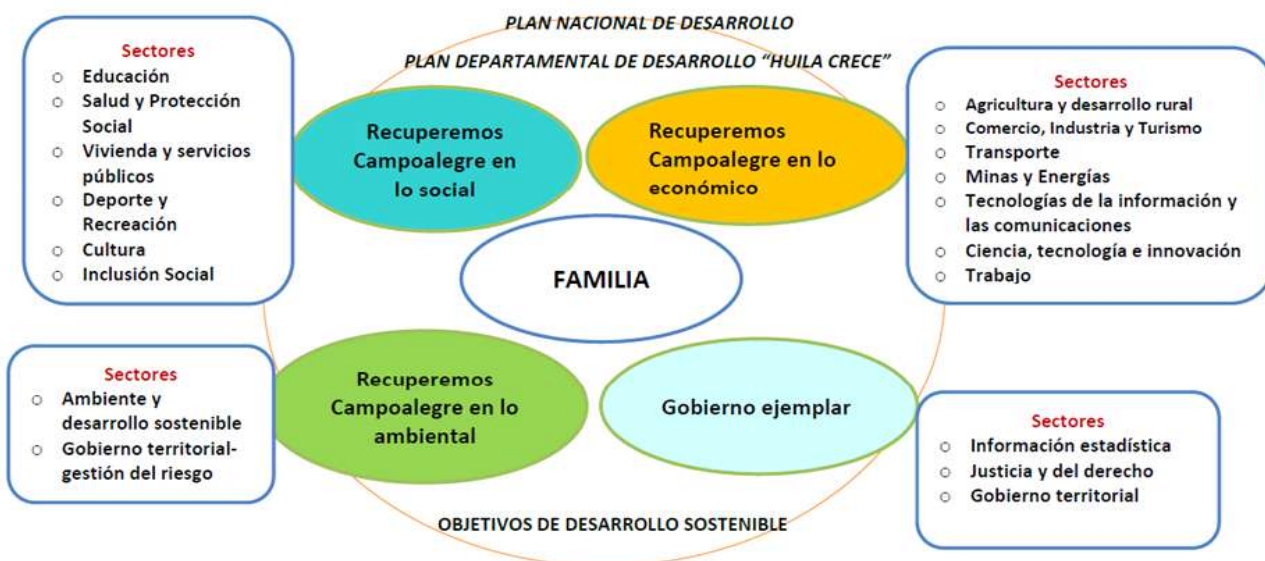 PLAN NACIONAL DE DESARROLLO
PLAN DEPARTAMENTAL DE DESARROLLO "HUILA CRECE"
Sectores
○ Educación
○ Salud y Protección
Social
○ Vivienda y servicios
públicos
○ Deporte y
Recreación
○ Cultura
○ Inclusión Social
Recuperemos
Campoalegre en
lo social
Recuperemos
Campoalegre en lo
económico
Sectores
○ Agricultura y desarrollo rural
○ Comercio, Industria y Turismo
○ Transporte
○ Minas y Energías
○ Tecnologías de la información y
las comunicaciones
○ Ciencia, tecnología e innovación
○ Trabajo
FAMILIA
Sectores
○ Ambiente y
desarrollo sostenible
○ Gobierno territorial-
gestión del riesgo
Recuperemos
Campoalegre en lo
ambiental
Gobierno ejemplar
Sectores
○ Información estadística
○ Justicia y del derecho
○ Gobierno territorial
OBJETIVOS DE DESARROLLO SOSTENIBLE